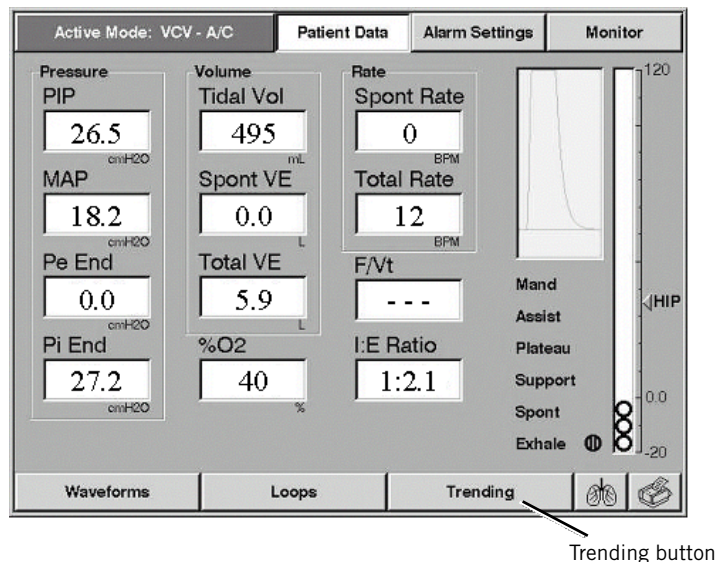 Active Mode: VCV - A/C
Patient Data
Alarm Settings
Monitor
Pressure
PIP
26.5
cmH2O
MAP
18.2
cmH2O
Pe End
0.0
cmH2O
Pi End
27.2
cmH2O
Volume
Tidal Vol
495
mL
Spont VE
0.0
L
Total VE
5.9
L
%O2
40
%
Rate
Spont Rate
0
BPM
Total Rate
12
BPM
F/Vt
- - -
I:E Ratio
1:2.1
120
HIP
0.0
-20
Mand
Assist
Plateau
Support
Spont
Exhale
Waveforms
Loops
Trending
Trending button